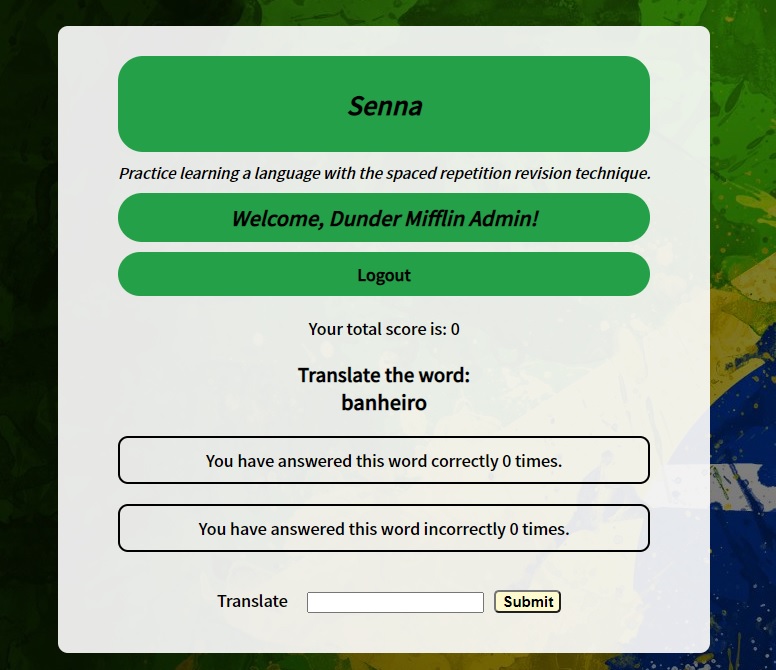 Senna
Practice learning a language with the spaced repetition revision technique.
Welcome, Dunder Mifflin Admin!
Logout
Your total score is: 0
Translate the word:
banheiro
You have answered this word correctly 0 times.
You have answered this word incorrectly 0 times.
Translate Submit